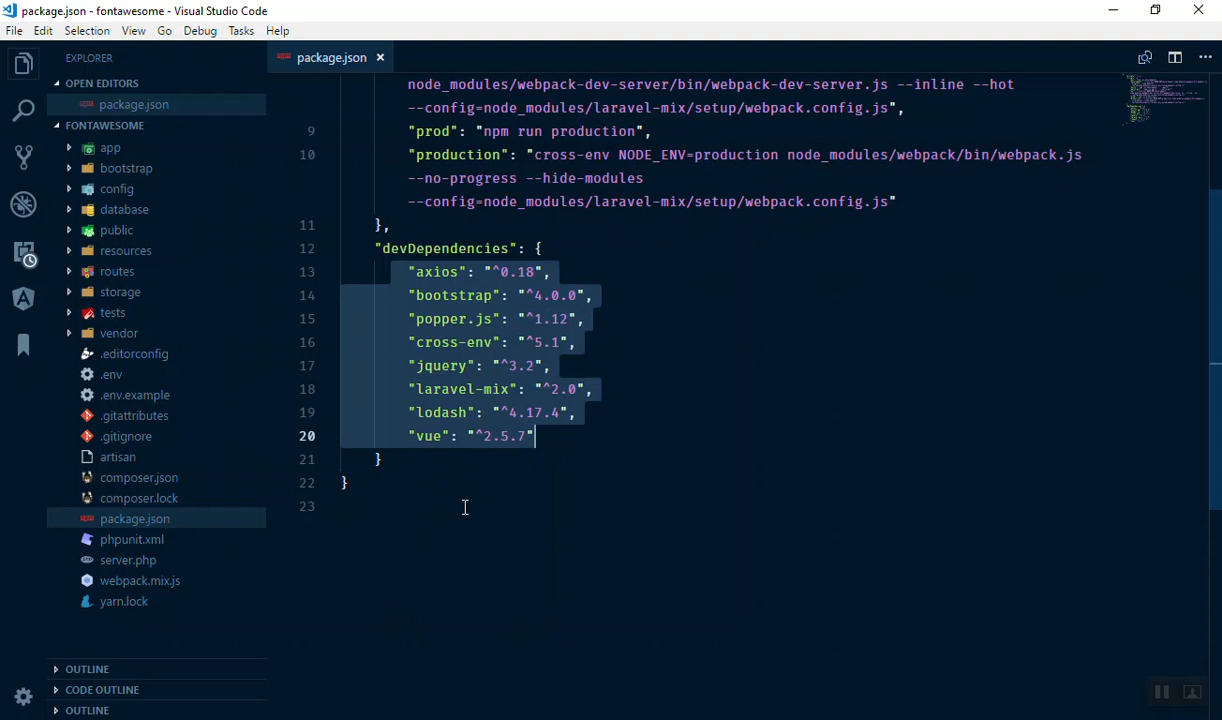 package.json - fontawesome - Visual Studio Code
File Edit Selection View Go Debug Tasks Help
EXPLORER
OPEN EDITORS
package.json
FONTAWESOME
app
bootstrap
config
database
public
resources
routes
storage
tests
vendor
.editorconfig
.env
.env.example
.gitattributes
.gitignore
artisan
composer.json
composer.lock
package.json
phpunit.xml
server.php
webpack.mix.js
yarn.lock
OUTLINE
CODE OUTLINE
OUTLINE
package.json
node_modules/webpack-dev-server/bin/webpack-dev-server.js --inline --hot
--config=node_modules/laravel-mix/setup/webpack.config.js",
9 "prod": "npm run production",
10 "production": "cross-env NODE_ENV=production node_modules/webpack/bin/webpack.js
--no-progress --hide-modules
--config=node_modules/laravel-mix/setup/webpack.config.js"
11 },
12 "devDependencies": {
13 "axios": "^0.18",
14 "bootstrap": "^4.0.0",
15 "popper.js": "^1.12",
16 "cross-env": "^5.1",
17 "jquery": "^3.2",
18 "laravel-mix": "^2.0",
19 "lodash": "^4.17.4",
20 "vue": "^2.5.7"
21 }
22 }
23